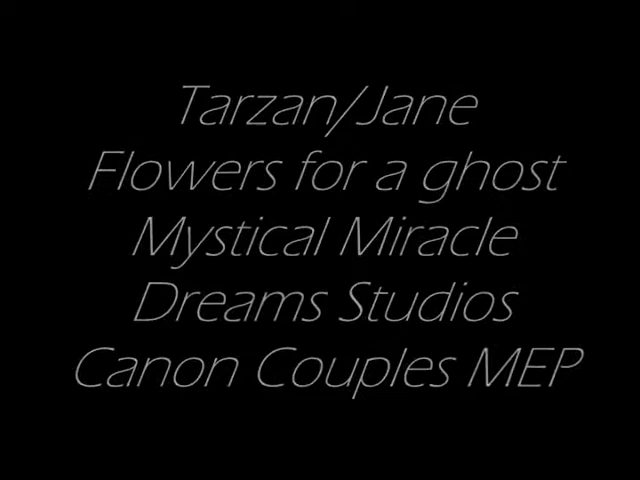 Tarzan/Jane
Flowers for a ghost
Mystical Miracle
Dreams Studios
Canon Couples MEP